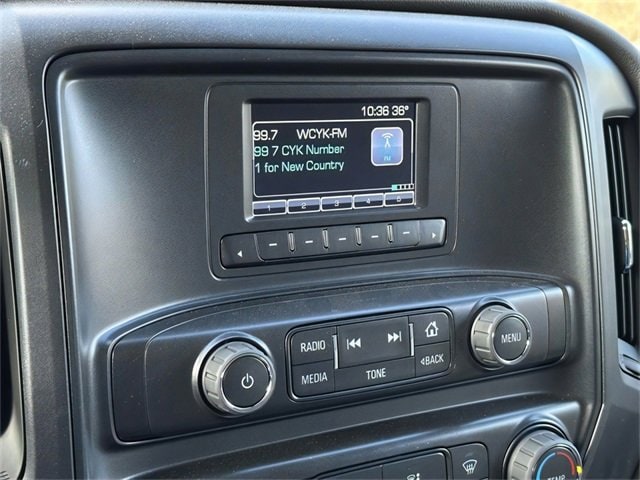 10:36 36°
99.7 WCYK-FM
99 7 CYK Number
1 for New Country
FM
1 2 3 4 5
RADIO
MEDIA
TONE
BACK
MENU
TEMP